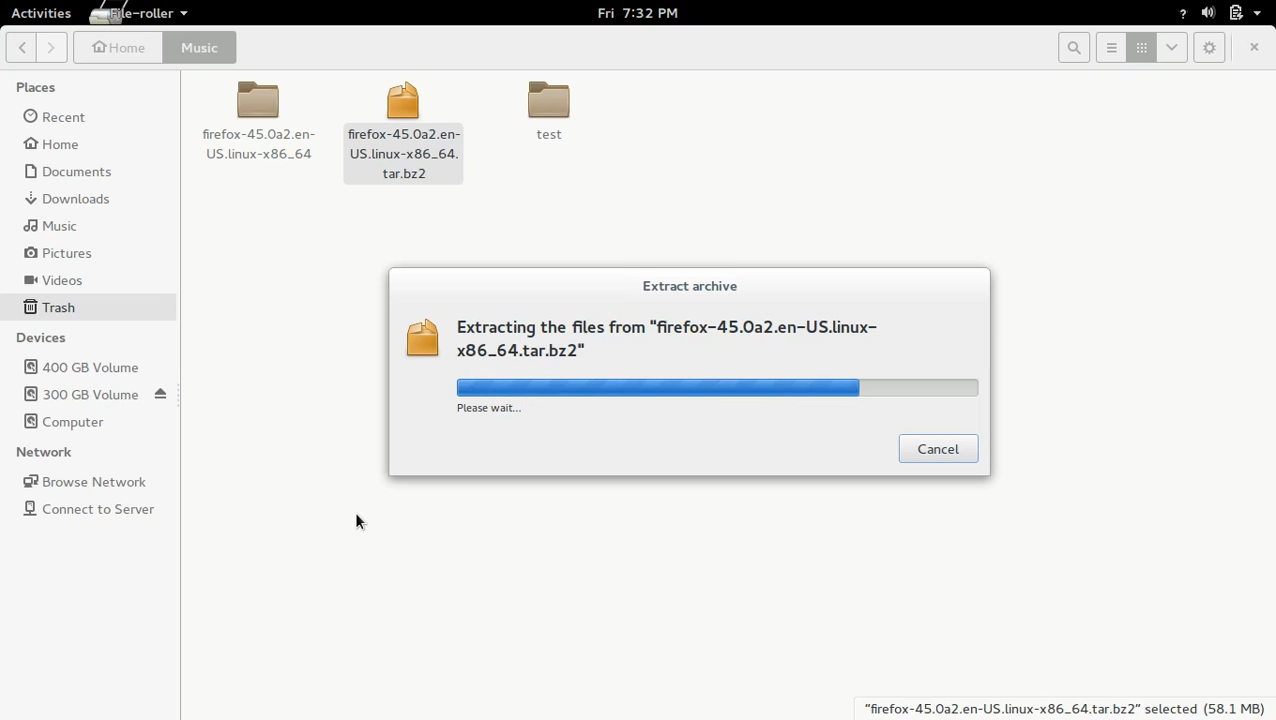 Activities File-roller Fri 7:32 PM ?
Home Music
Places
Recent
Home
Documents
Downloads
Music
Pictures
Videos
Trash
Devices
400 GB Volume
300 GB Volume
Computer
Network
Browse Network
Connect to Server
firefox-45.0a2.en-
US.linux-x86_64
firefox-45.0a2.en-
US.linux-x86_64.
tar.bz2
test
Extract archive
Extracting the files from "firefox-45.0a2.en-US.linux-
x86_64.tar.bz2"
Please wait...
Cancel
"firefox-45.0a2.en-US.linux-x86_64.tar.bz2" selected (58.1 MB)